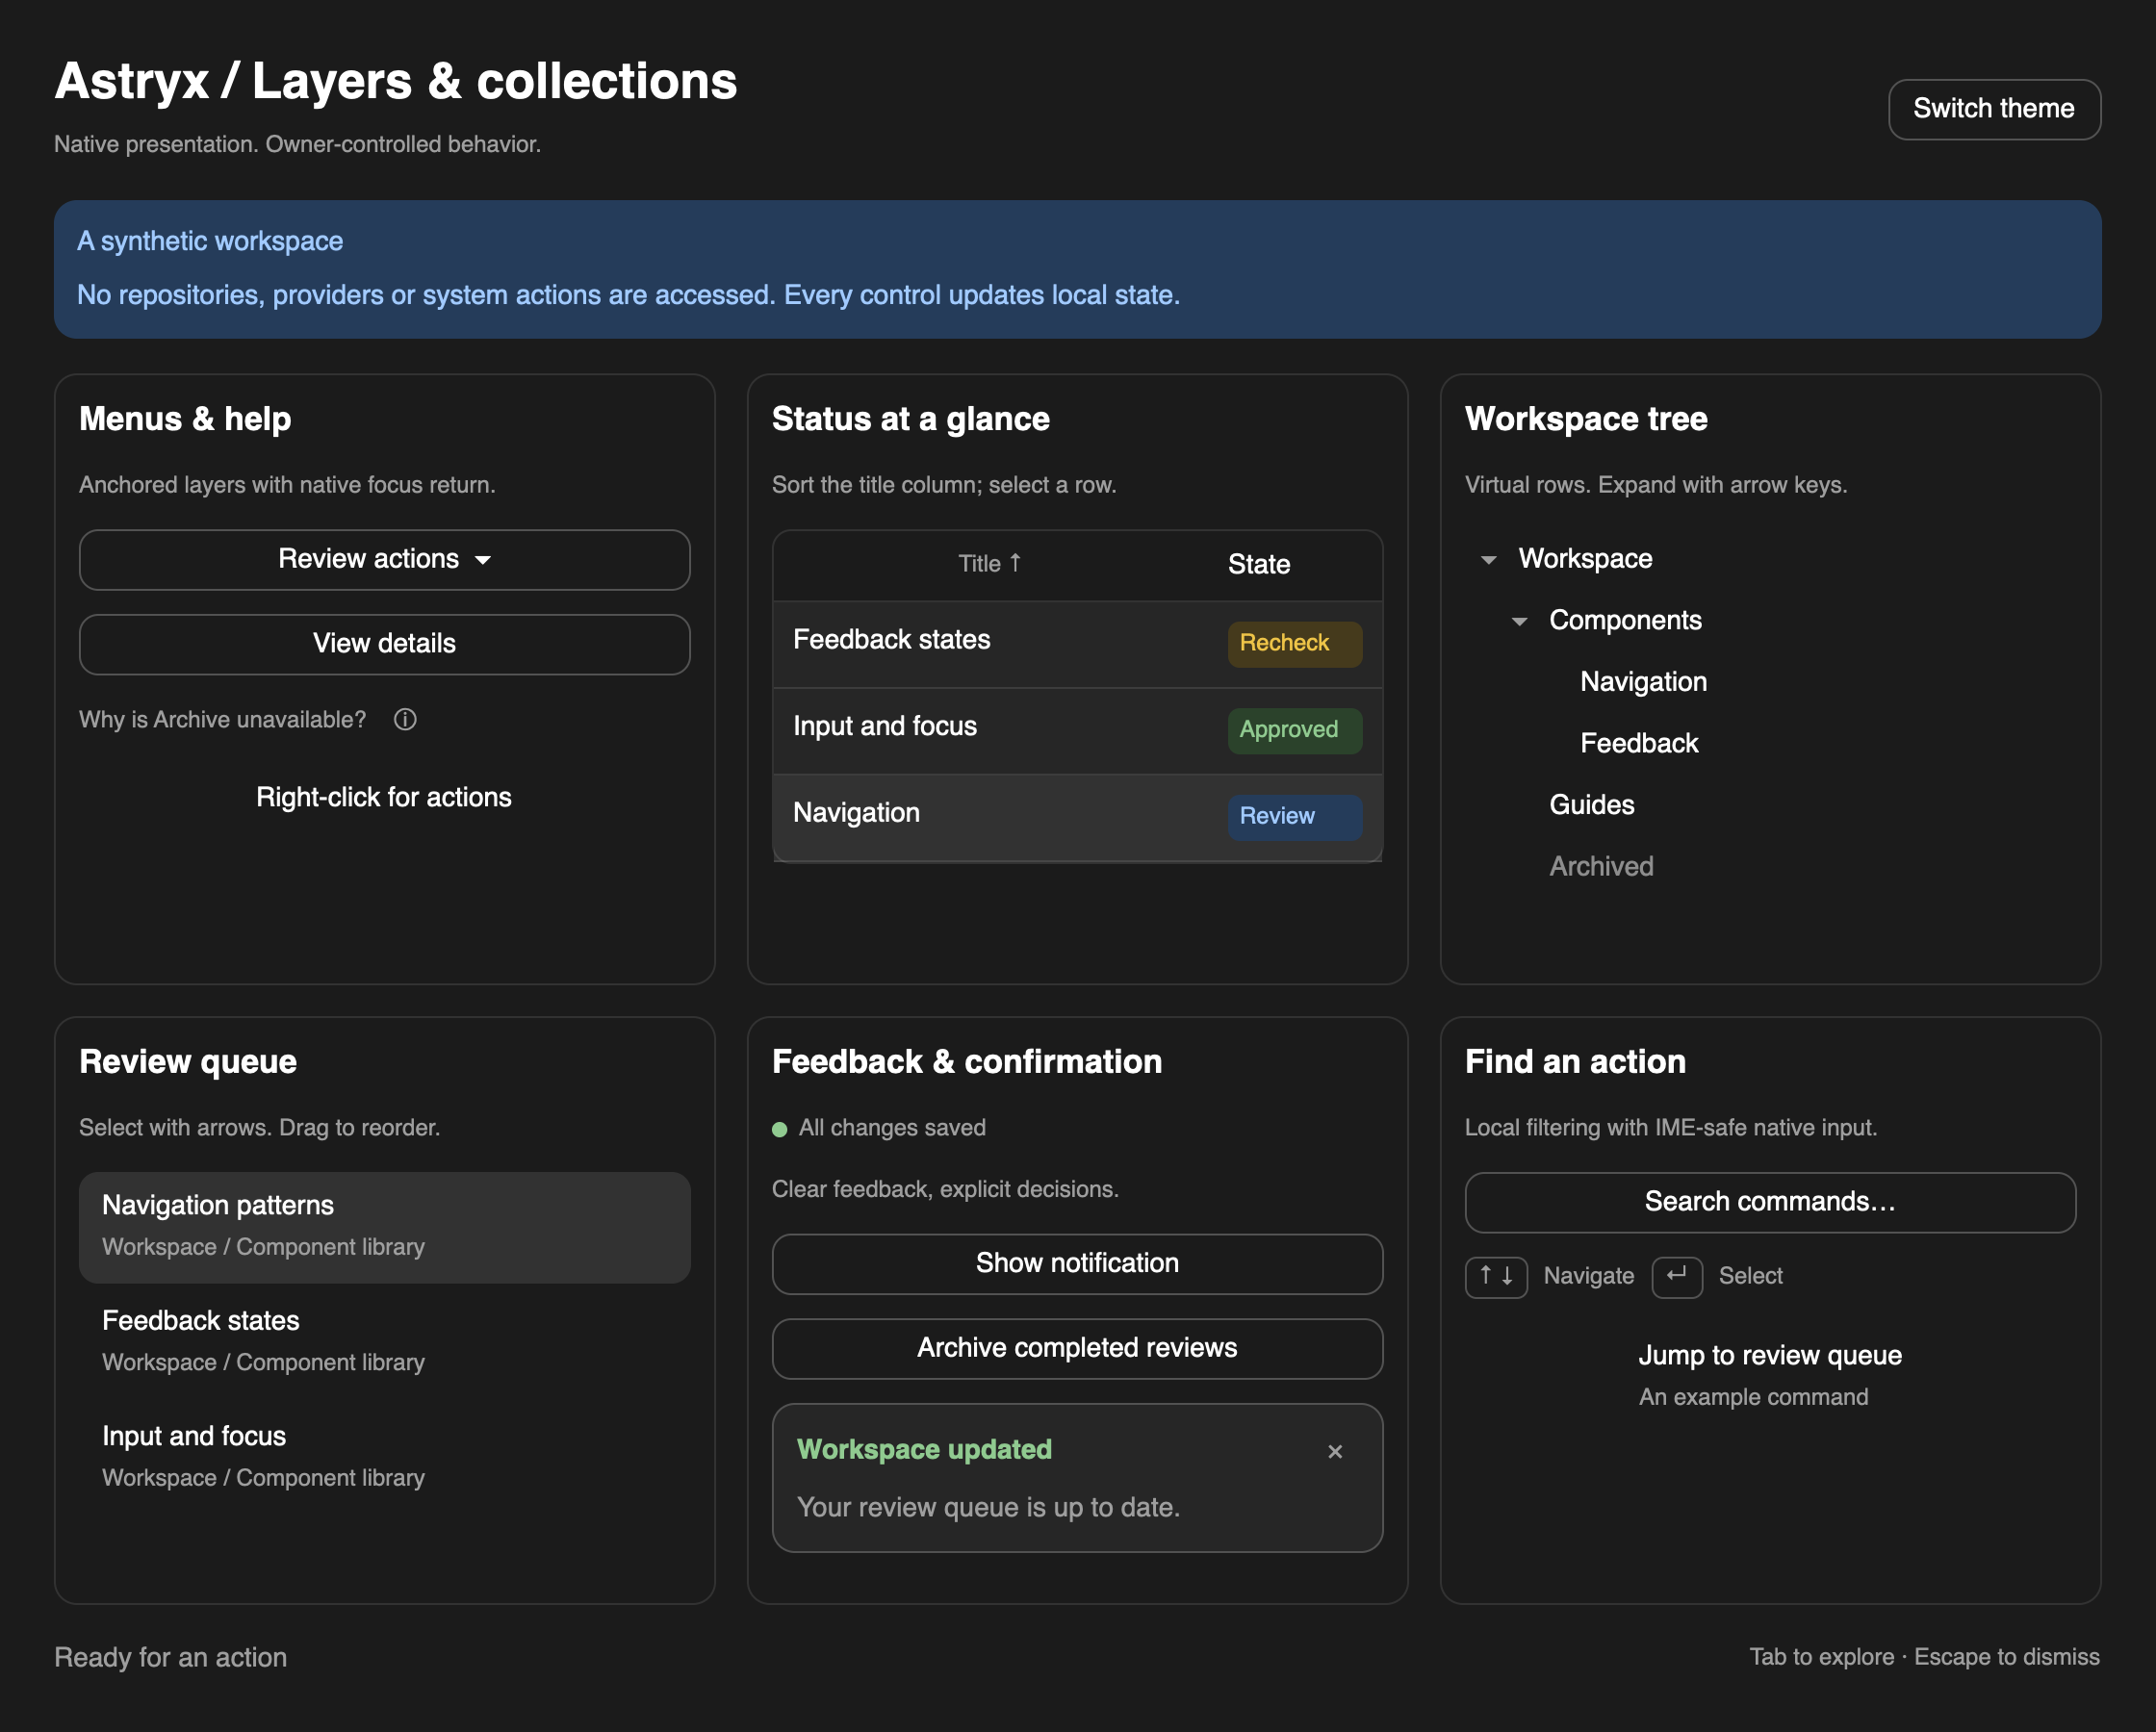 Astryx / Layers & collections
Native presentation. Owner-controlled behavior.
Switch theme
A synthetic workspace
No repositories, providers or system actions are accessed. Every control updates local state.
Menus & help
Anchored layers with native focus return.
Review actions
View details
Why is Archive unavailable?
Right-click for actions
Status at a glance
Sort the title column; select a row.
Title ↑ State
Feedback states Recheck
Input and focus Approved
Navigation Review
Workspace tree
Virtual rows. Expand with arrow keys.
Workspace
Components
Navigation
Feedback
Guides
Archived
Review queue
Select with arrows. Drag to reorder.
Navigation patterns
Workspace / Component library
Feedback states
Workspace / Component library
Input and focus
Workspace / Component library
Feedback & confirmation
All changes saved
Clear feedback, explicit decisions.
Show notification
Archive completed reviews
Workspace updated ×
Your review queue is up to date.
Find an action
Local filtering with IME-safe native input.
Search commands…
↑ ↓ Navigate ↵ Select
Jump to review queue
An example command
Ready for an action
Tab to explore · Escape to dismiss